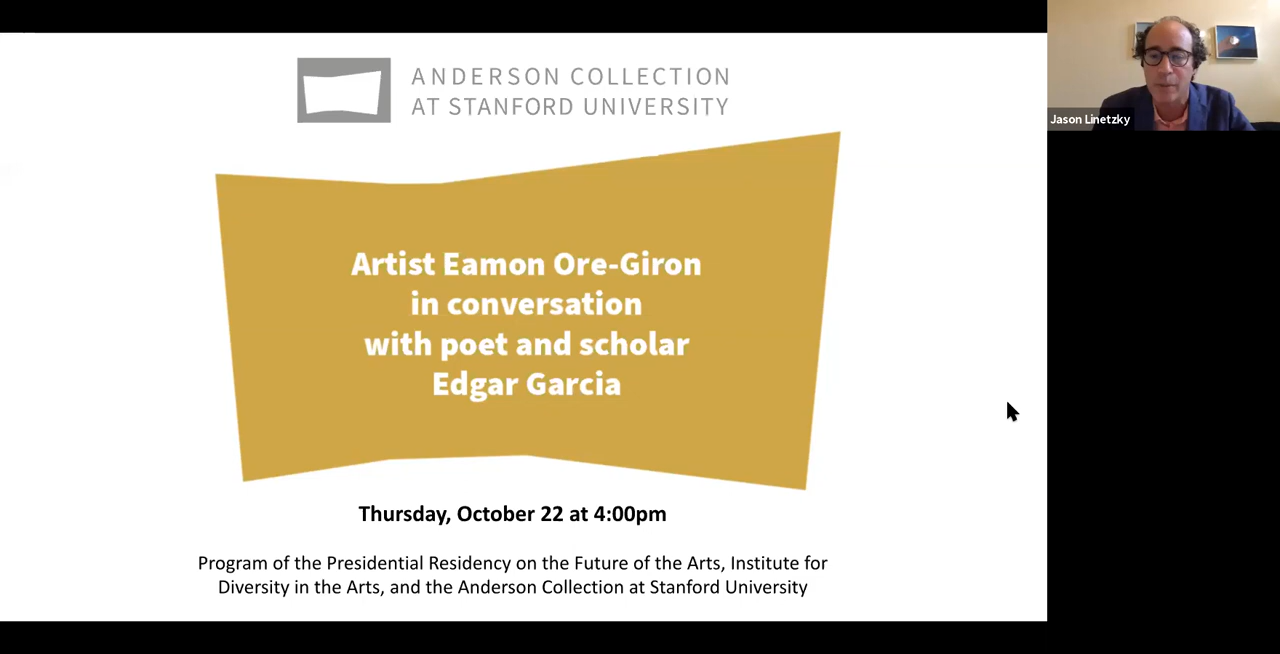 ANDERSON COLLECTION
AT STANFORD UNIVERSITY
Artist Eamon Ore-Giron
in conversation
with poet and scholar
Edgar Garcia
Thursday, October 22 at 4:00pm
Program of the Presidential Residency on the Future of the Arts, Institute for
Diversity in the Arts, and the Anderson Collection at Stanford University
Jason Linetzky